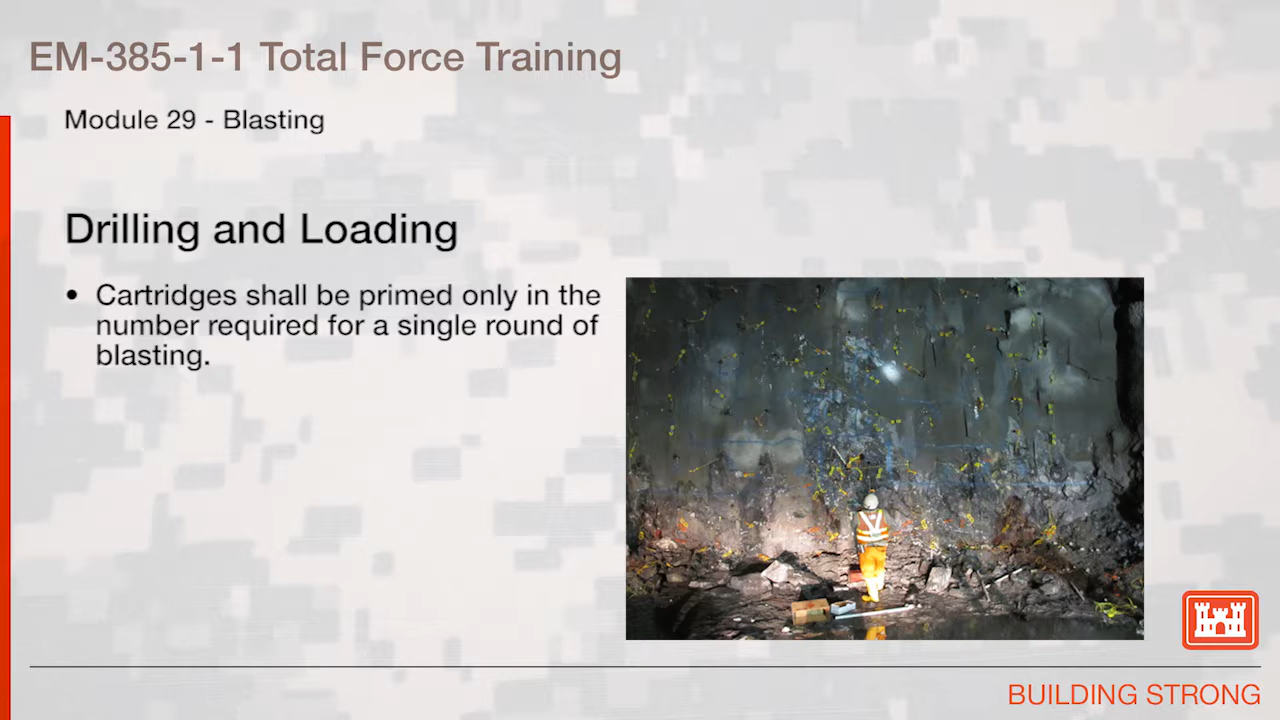 EM-385-1-1 Total Force Training
Module 29 - Blasting
Drilling and Loading
• Cartridges shall be primed only in the
number required for a single round of
blasting.
BUILDING STRONG